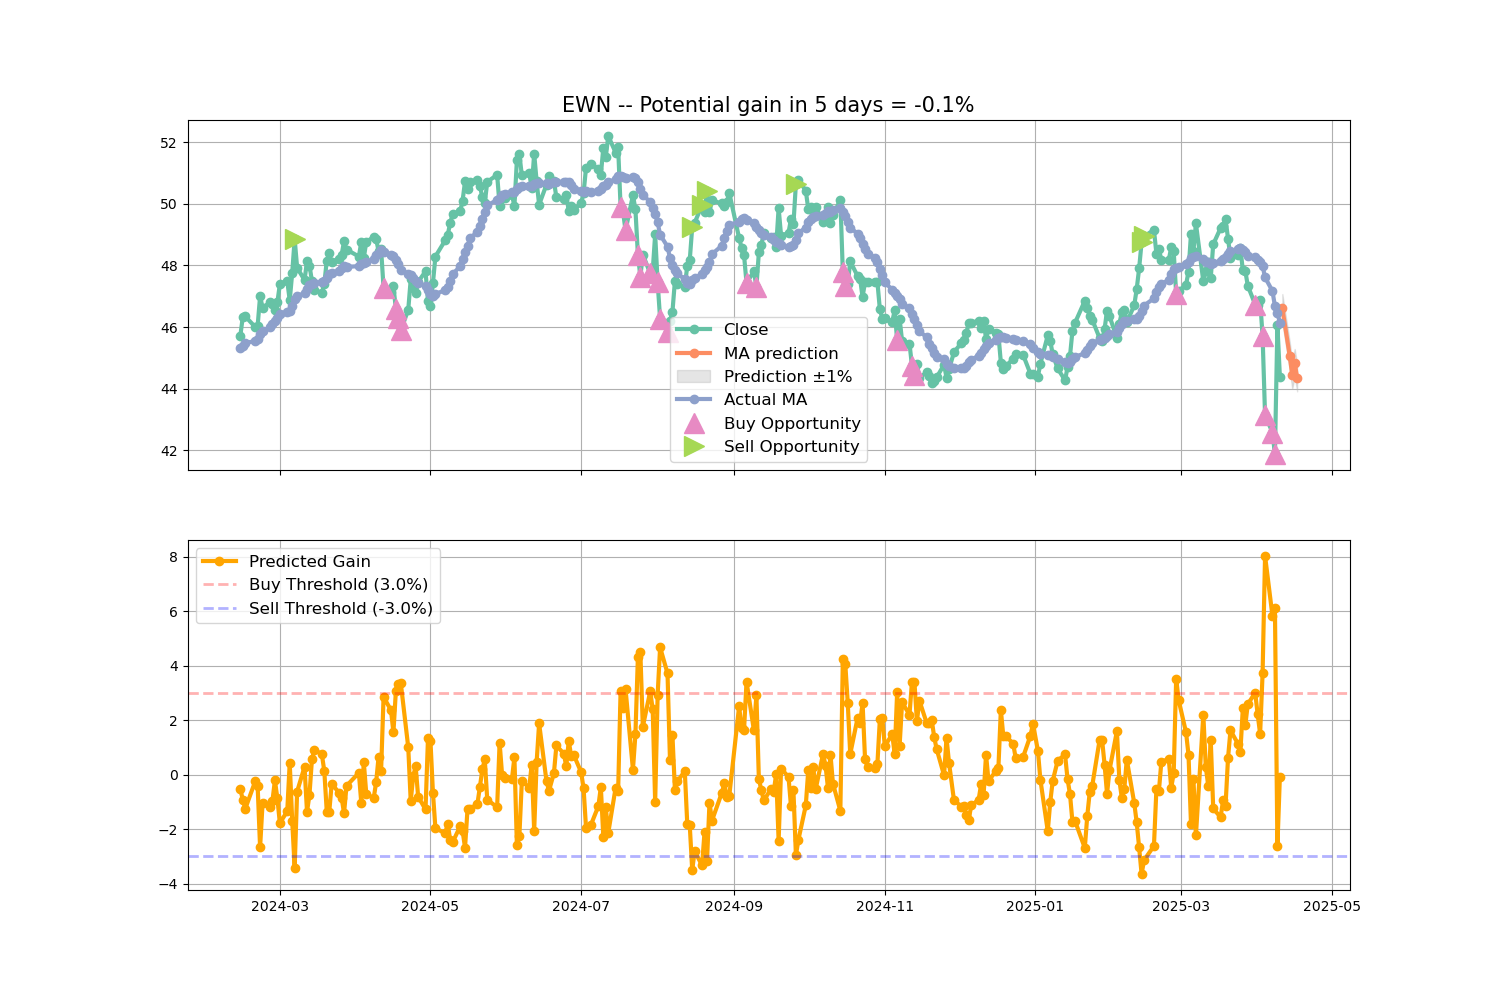 EWN -- Potential gain in 5 days = -0.1%
52
50
48
46
44
42
Close
MA prediction
Prediction ±1%
Actual MA
Buy Opportunity
Sell Opportunity
8
6
4
2
0
−2
−4
Predicted Gain
Buy Threshold (3.0%)
Sell Threshold (-3.0%)
2024-03
2024-05
2024-07
2024-09
2024-11
2025-01
2025-03
2025-05